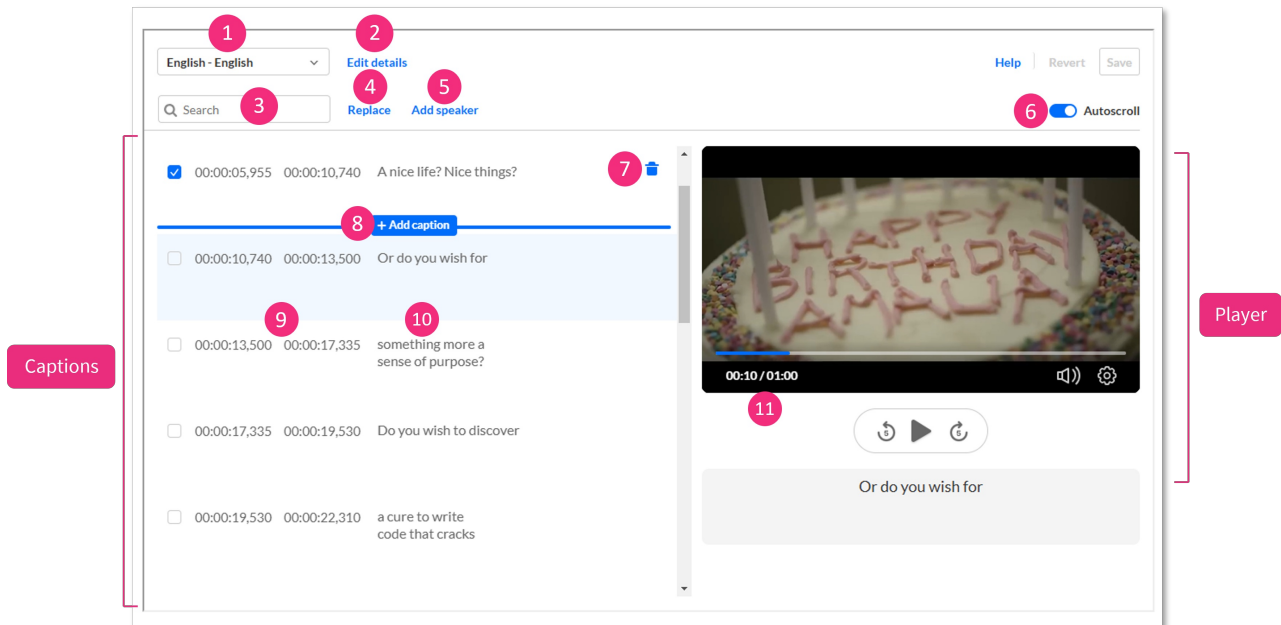 1
2
English - English
Edit details
Help
Revert
Save
4
5
3
Search
Replace
Add speaker
6
Autoscroll
00:00:05,955 00:00:10,740 A nice life? Nice things?
7
8
+ Add caption
00:00:10,740 00:00:13,500 Or do you wish for
9
10
00:00:13,500 00:00:17,335 something more a
sense of purpose?
00:00:17,335 00:00:19,530 Do you wish to discover
00:00:19,530 00:00:22,310 a cure to write
code that cracks
Captions
HAPPY
BIRTHDAY
AMALIA
00:10 / 01:00
11
5
5
Or do you wish for
Player